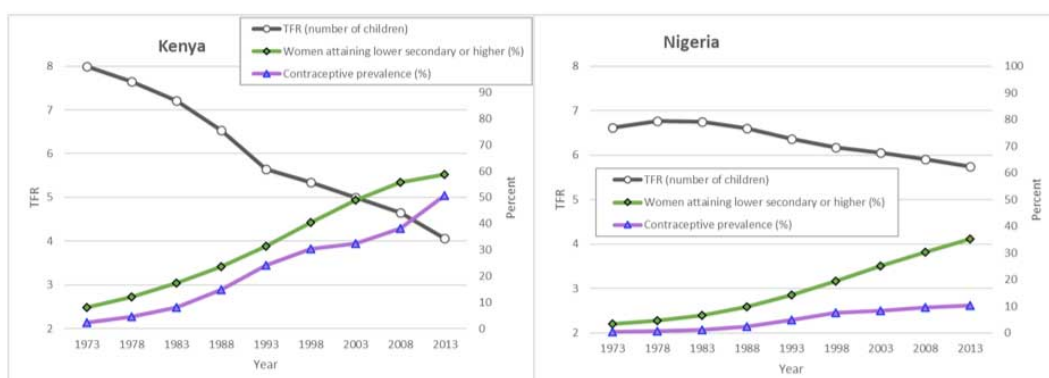 Kenya
TFR (number of children)
Women attaining lower secondary or higher (%)
Contraceptive prevalence (%)
8
7
6
5
4
3
2
TFR
90
80
70
60
50
40
30
20
10
0
Percent
1973 1978 1983 1988 1993 1998 2003 2008 2013
Year
Nigeria
8
7
6
5
4
3
2
TFR
TFR (number of children)
Women attaining lower secondary or higher (%)
Contraceptive prevalence (%)
100
90
80
70
60
50
40
30
20
10
0
Percent
1973 1978 1983 1988 1993 1998 2003 2008 2013
Year